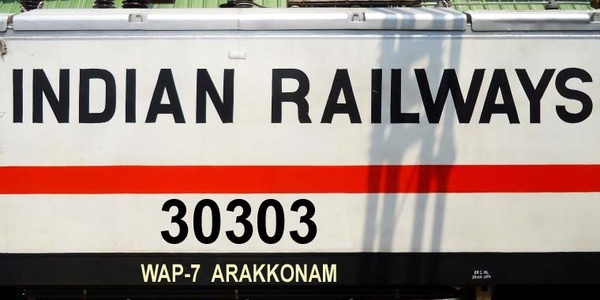 INDIAN RAILWAYS
30303
WAP-7 ARAKKONAM